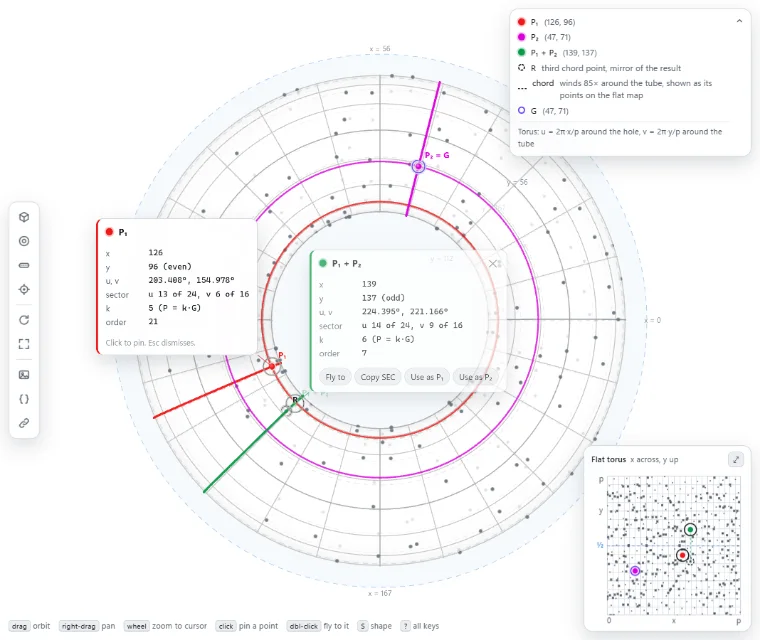 x = 56
P₁ (126, 96)
P₂ (47, 71)
P₁ + P₂ (139, 137)
R third chord point, mirror of the result
chord winds 85× around the tube, shown as its
points on the flat map
G (47, 71)
Torus: u = 2π·x/p around the hole, v = 2π·y/p around the
tube
P₂ = G
y = 56
P₁
x 126
y 96 (even)
u, v 203.408°, 154.978°
sector u 13 of 24, v 6 of 16
k 5 (P = k·G)
order 21
Click to pin. Esc dismisses.
P₁ + P₂
x 139
y 137 (odd)
u, v 224.395°, 221.166°
sector u 14 of 24, v 9 of 16
k 6 (P = k·G)
order 7
Fly to Copy SEC Use as P₁ Use as P₂
x = 0
P₁
R
x = 167
Flat torus x across, y up
p
y
½
0 x p
drag orbit right-drag pan wheel zoom to cursor click pin a point dbl-click fly to it S shape ? all keys